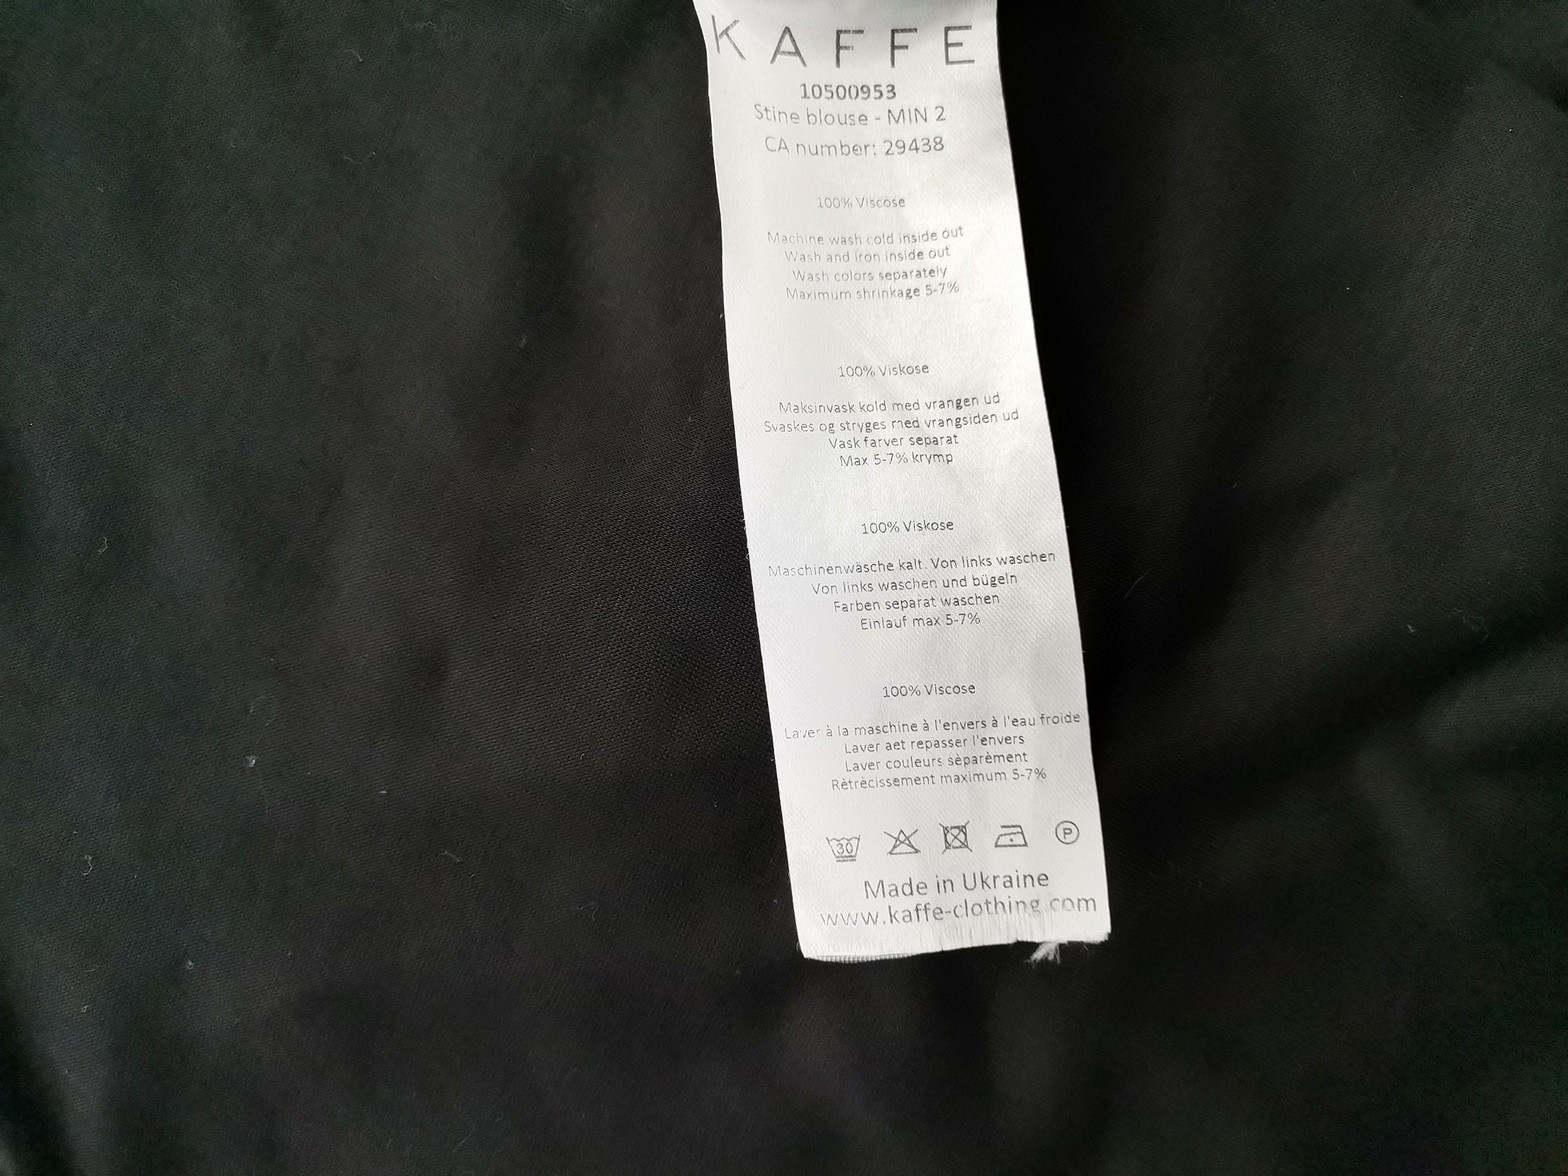 KAFFE
10500953
Stine blouse - MIN 2
CA number: 29438
100% Viscose
Machine wash cold inside out
Wash and iron inside out
Wash colors separately
Maximum shrinkage 5-7%
100% Viskose
Maksinvask kold med vrangen ud
Svaskes og stryges med vrangsiden ud
Vask farver separat
Max 5-7% krymp
100% Viskose
Maschinenwäsche kalt. Von links waschen
Von links waschen und bügeln
Farben separat waschen
Einlauf max 5-7%
100% Viscose
Laver à la maschine à l'envers à l'eau froide
Laver aet repasser l'envers
Laver couleurs sèparèment
Rètrècissement maximum 5-7%
30 P
Made in Ukraine
www.kaffe-clothing.com